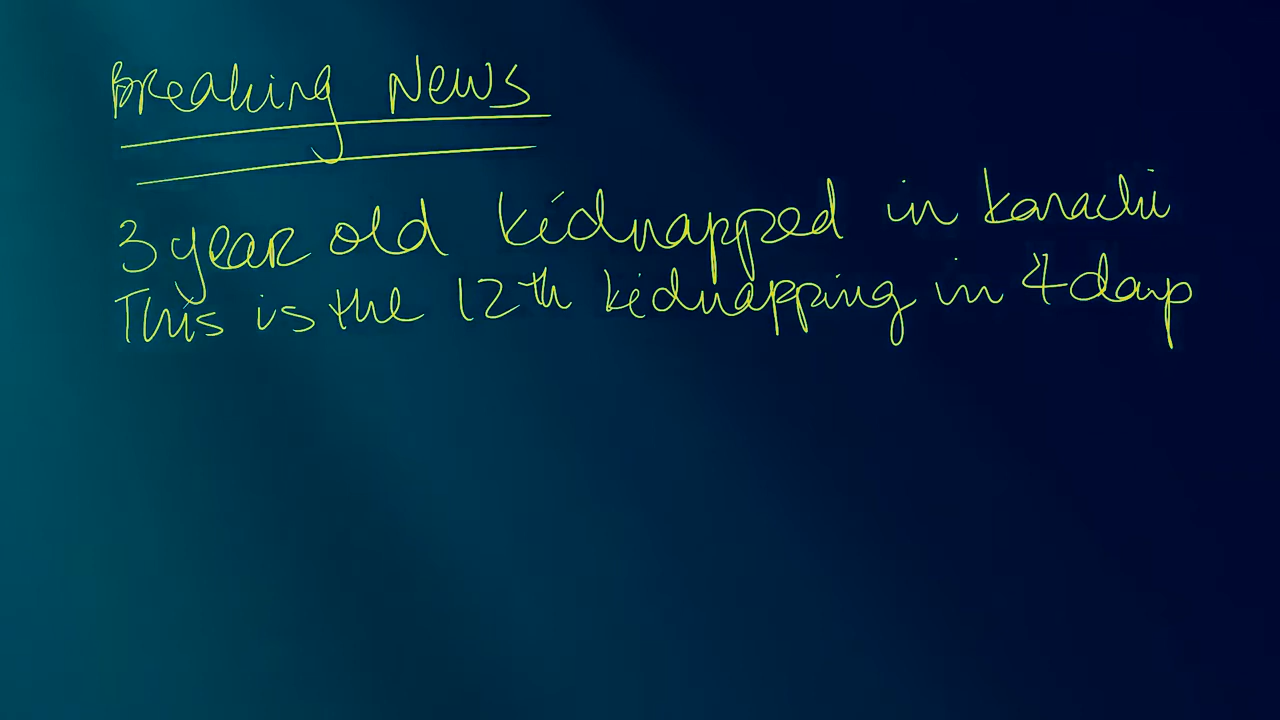 Breaking News
3 year old kidnapped in Karachi
This is the 12th kidnapping in 4 days